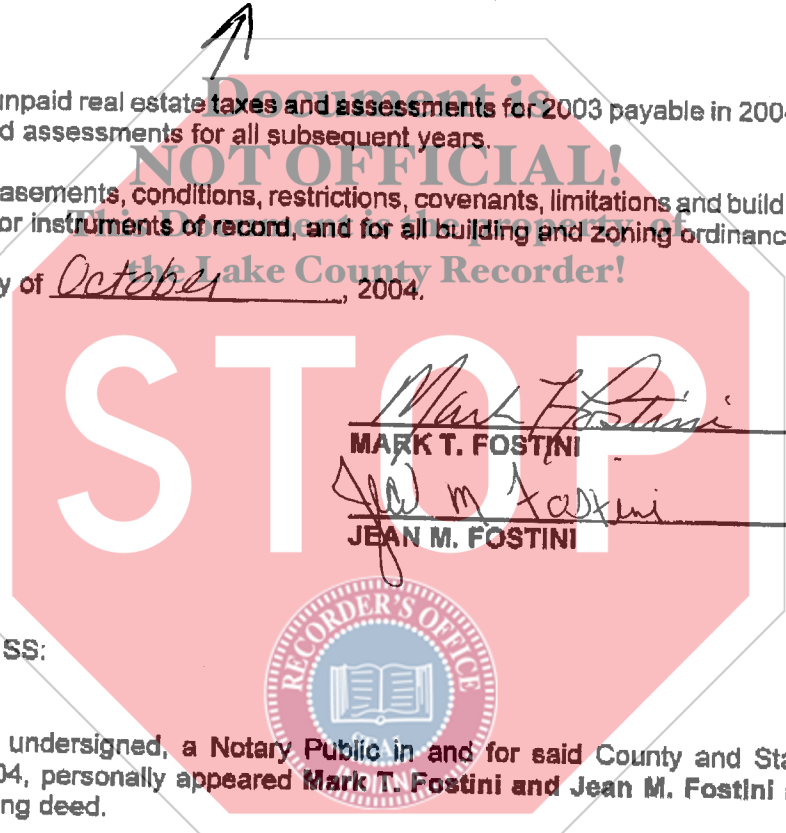 Document is
unpaid real estate taxes and assessments for 2003 payable in 200
d assessments for all subsequent years.
NOT OFFICIAL!
asements, conditions, restrictions, covenants, limitations and build
This Document is the property of
or instruments of record, and for all building and zoning ordinanc
the Lake County Recorder!
y of October, 2004.
STOP
Mark T Fostini
MARK T. FOSTINI
Jean M Fostini
JEAN M. FOSTINI
RECORDER'S OFFICE
SS:
undersigned, a Notary Public in and for said County and Sta
04, personally appeared Mark T. Fostini and Jean M. Fostini
ng deed.